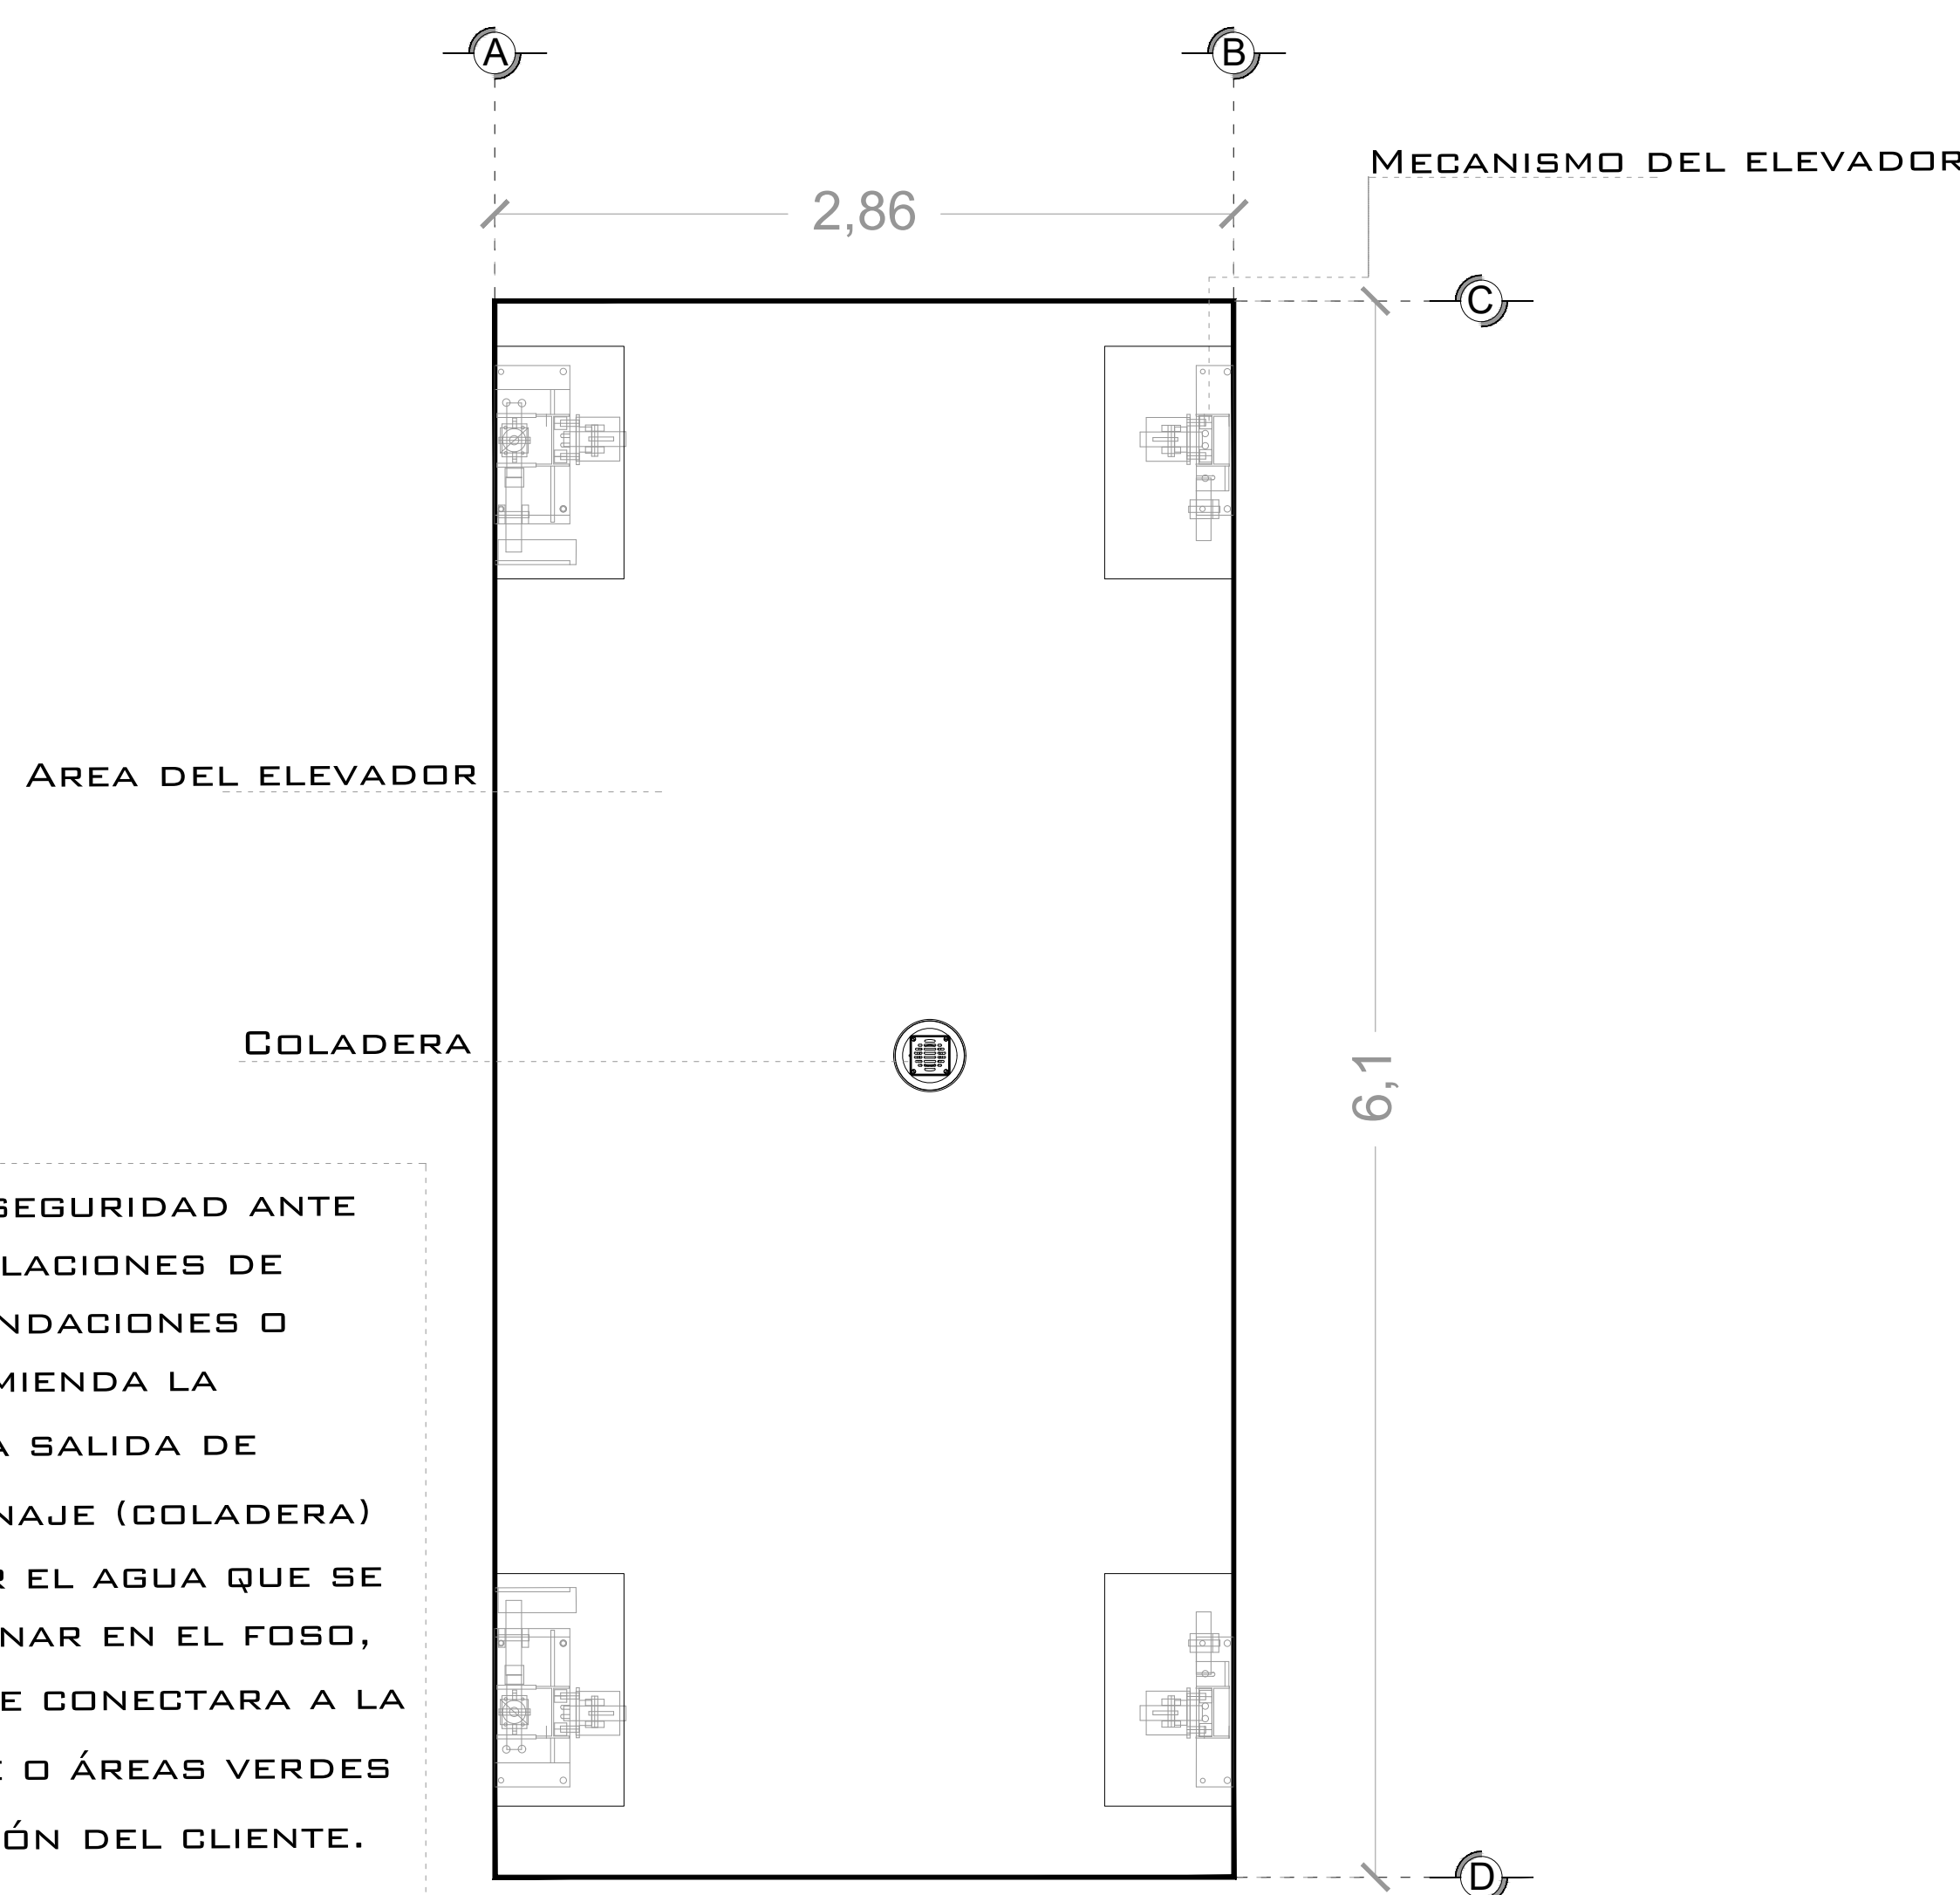 A
B
MECANISMO DEL ELEVADOR
2,86
C
AREA DEL ELEVADOR
COLADERA
6,1
SEGURIDAD ANTE
LACIONES DE
NDACIONES O
MIENDA LA
A SALIDA DE
NAJE (COLADERA)
R EL AGUA QUE SE
NAR EN EL FOSO,
E CONECTARA A LA
E O ÁREAS VERDES
ÓN DEL CLIENTE.
D